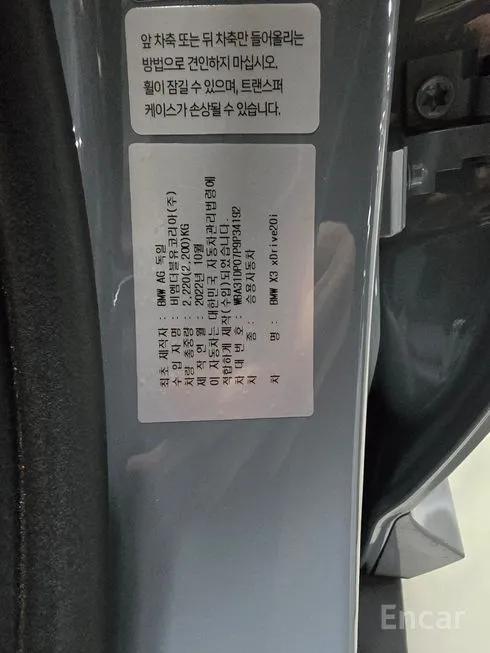 앞 차축 또는 뒤 차축만 들어올리는
방법으로 견인하지 마십시오.
휠이 잠길 수 있으며, 트랜스퍼
케이스가 손상될 수 있습니다.
최초 제작자 : BMW AG 독일
수 입 자 명 : 비엠더블유코리아(주)
차량 총중량 : 2,220(2,200)KG
제 작 연 월 : 2022년 10월
이 자동차는 대한민국 자동차관리법령에
적합하게 제작(수입)되었습니다.
차 대 번 호 : WBA31DP07P9P34192
차 종 : 승용자동차
차 명 : BMW X3 xDrive20i
Encar